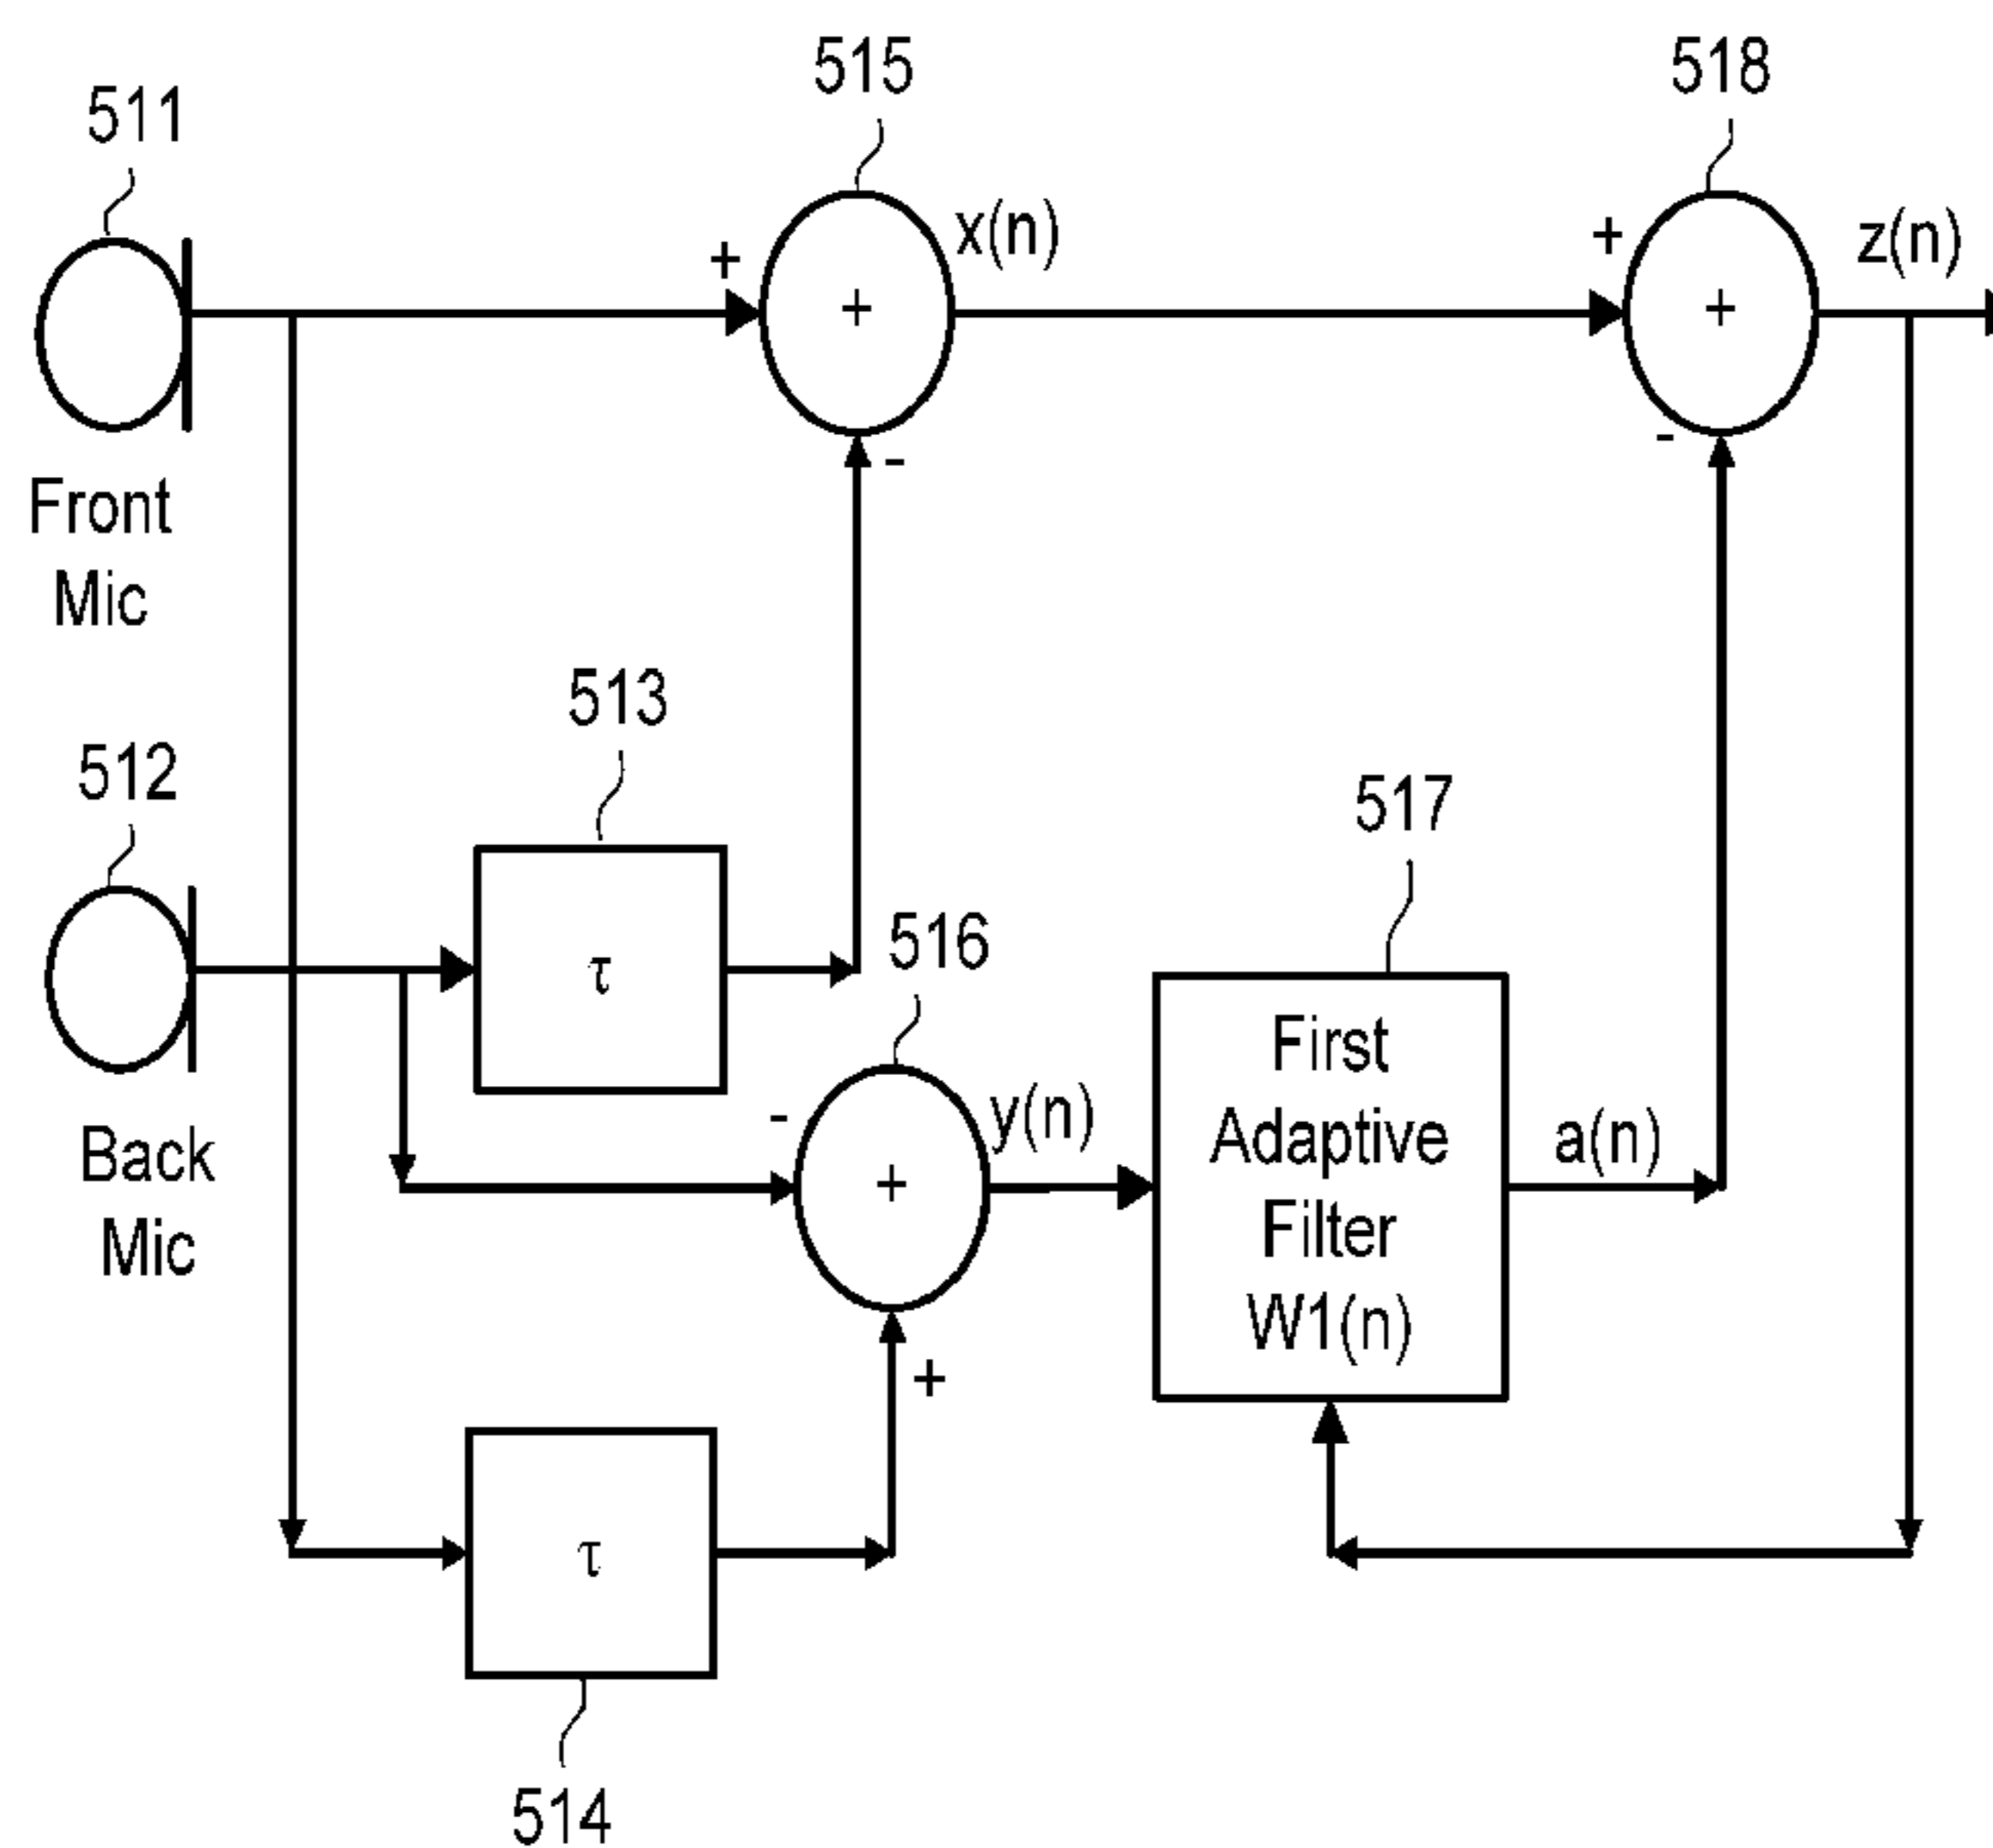 515
518
511
x(n)
z(n)
+
+
+
+
-
-
Front
Mic
513
512
517
516
τ
First
Adaptive
Filter
W1(n)
y(n)
a(n)
-
Back
Mic
+
+
τ
514